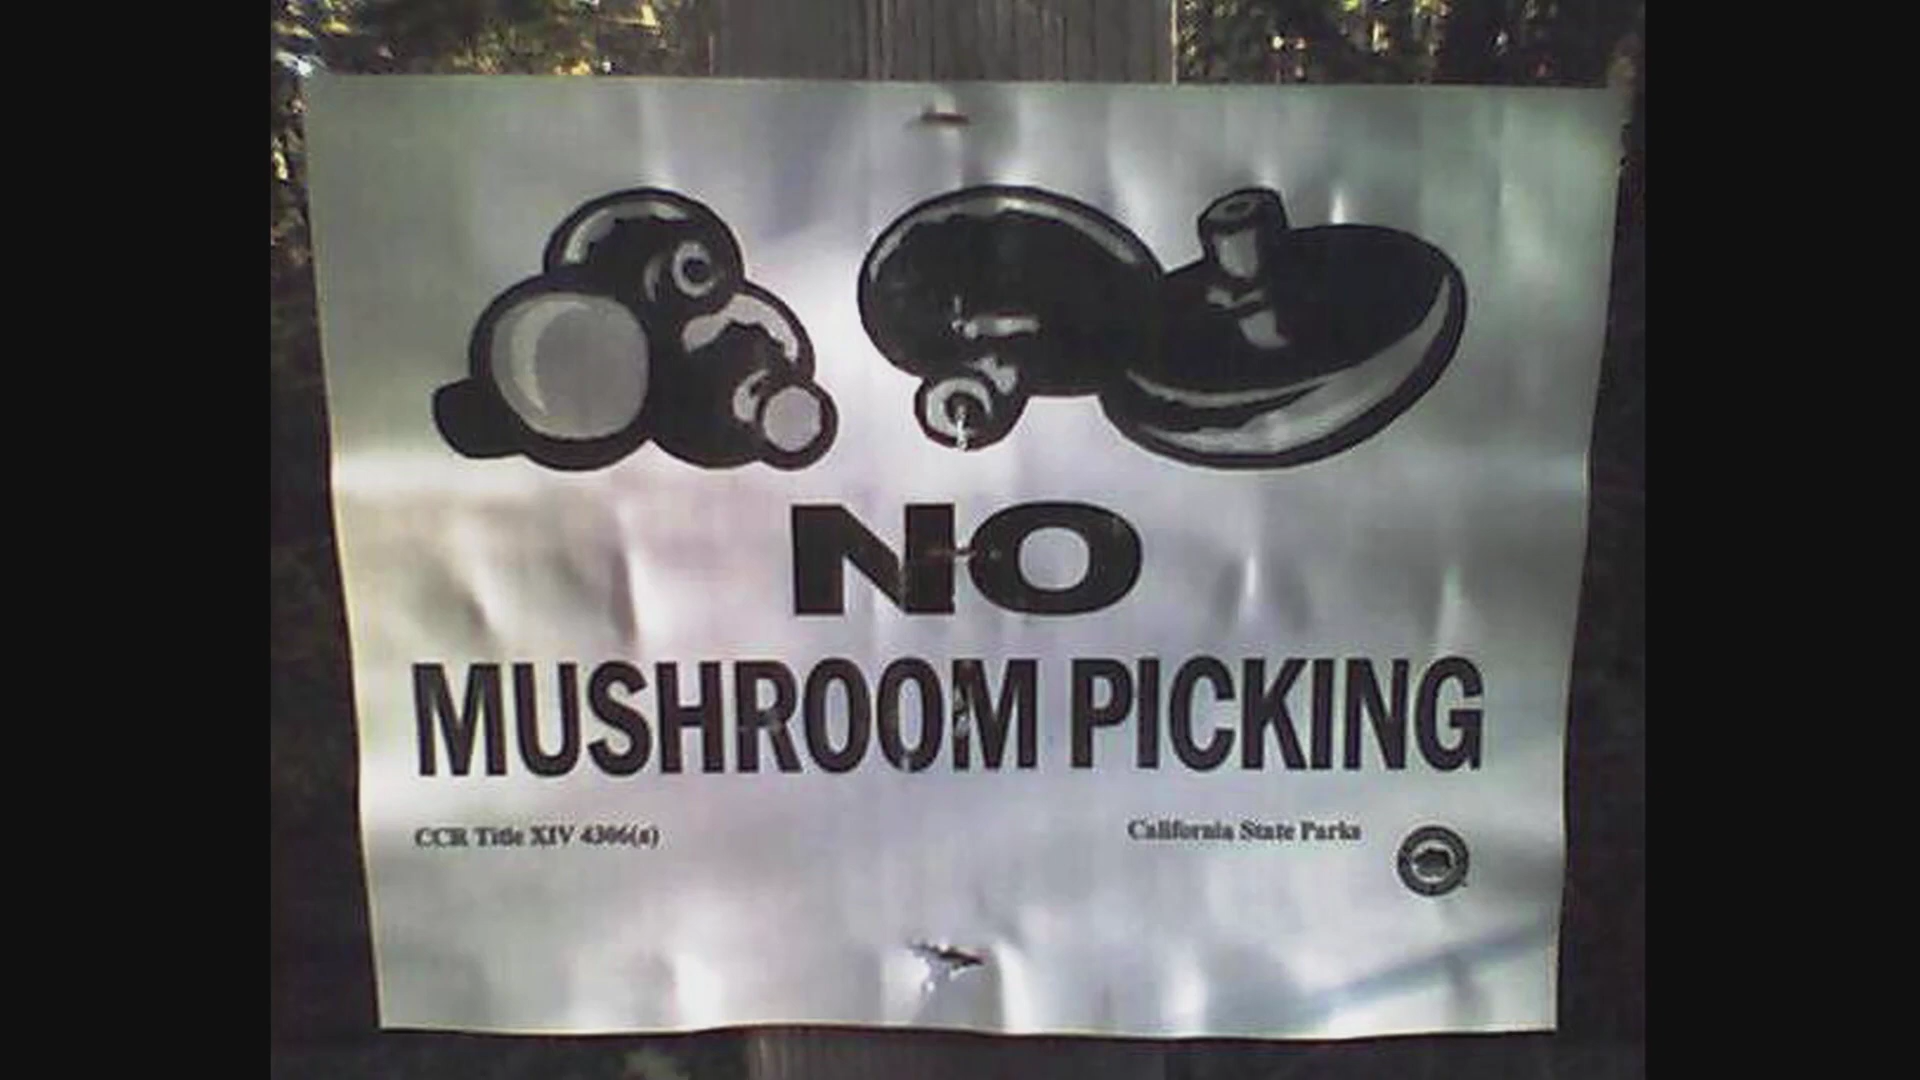 NO
MUSHROOM PICKING
CCR Title XIV 4306(a)
California State Parks